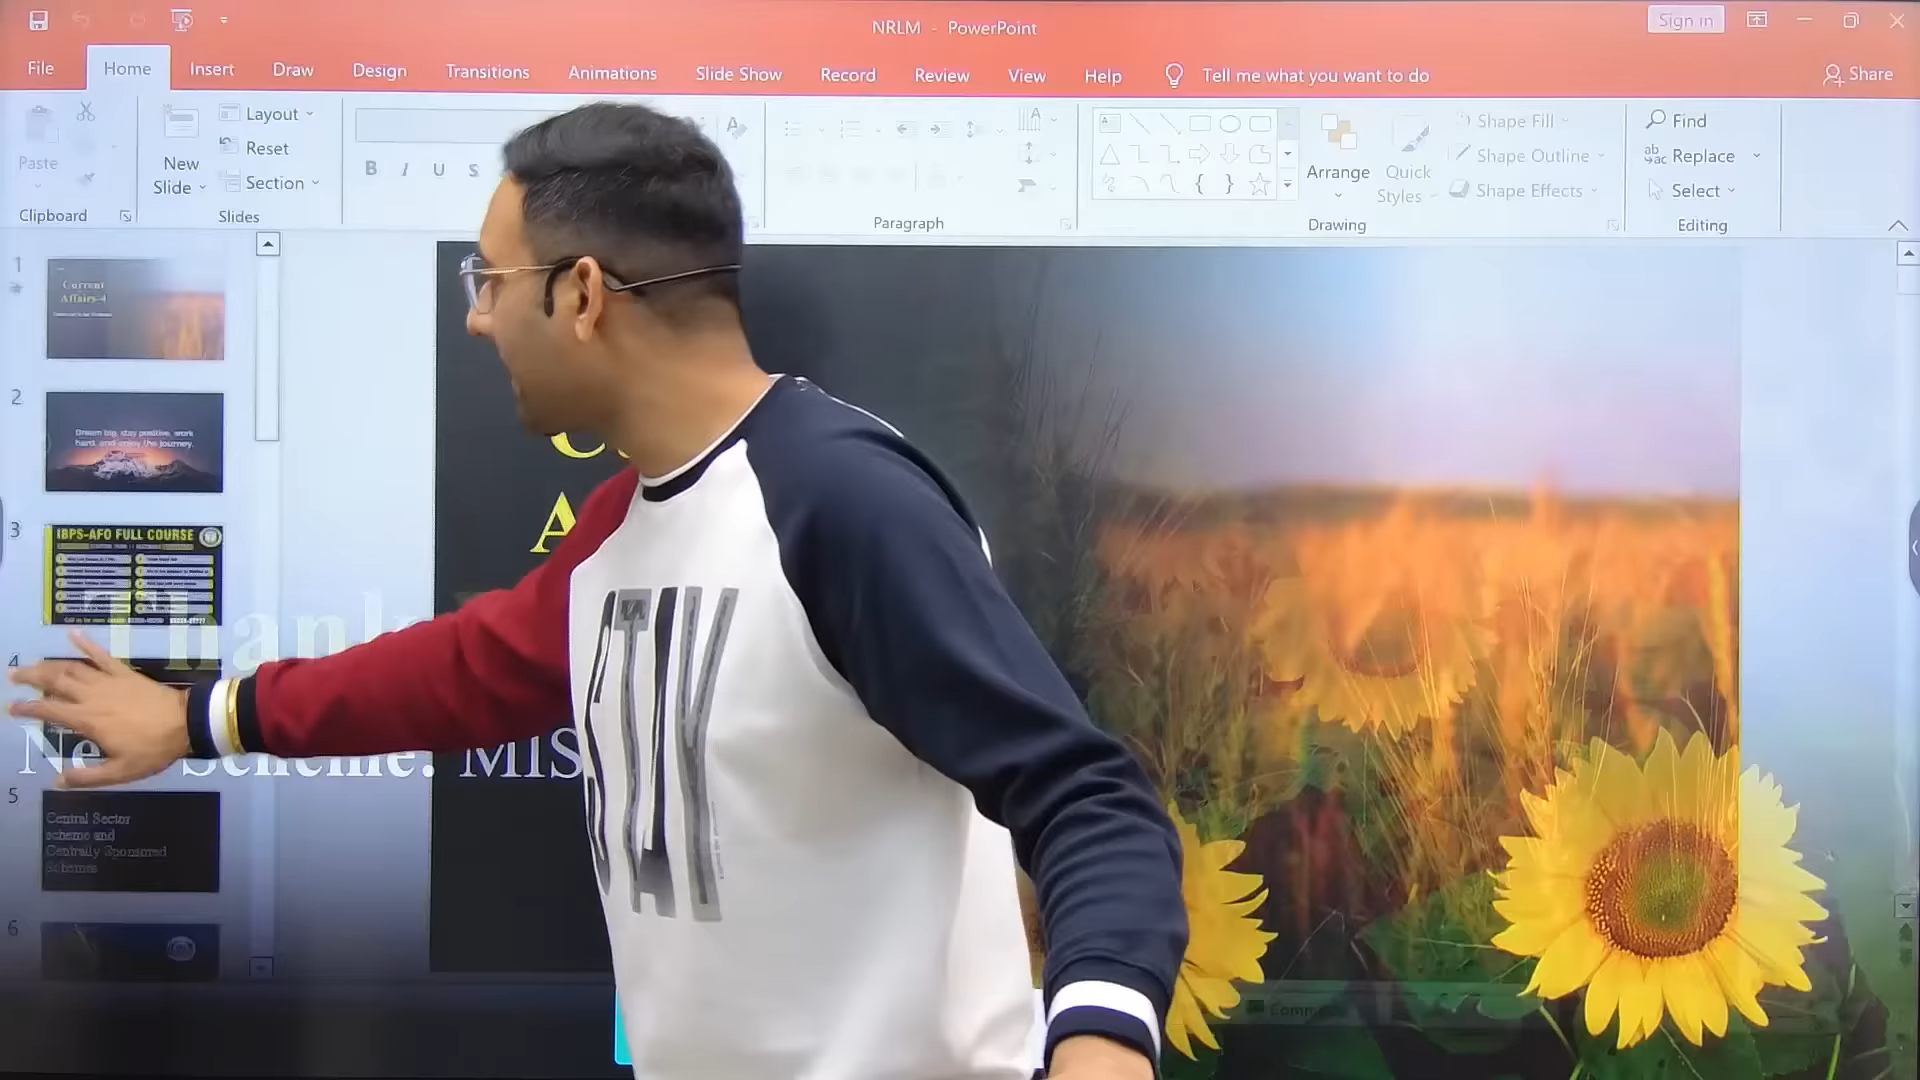 NRLM - PowerPoint
Sign in
File
Home
Insert
Draw
Design
Transitions
Animations
Slide Show
Record
Review
View
Help
Tell me what you want to do
Share
Paste
Clipboard
New
Slide
Layout
Reset
Section
Slides
B I U S
Paragraph
Arrange
Quick
Styles
Shape Fill
Shape Outline
Shape Effects
Drawing
Find
Replace
Select
Editing
1
Current
Affairs-4
2
Dream big, stay positive, work
hard, and enjoy the journey.
3
IBPS-AFO FULL COURSE
4
5
Central Sector
scheme and
Centrally Sponsored
Schemes
6
Thank
Scheme: MIS
STAY